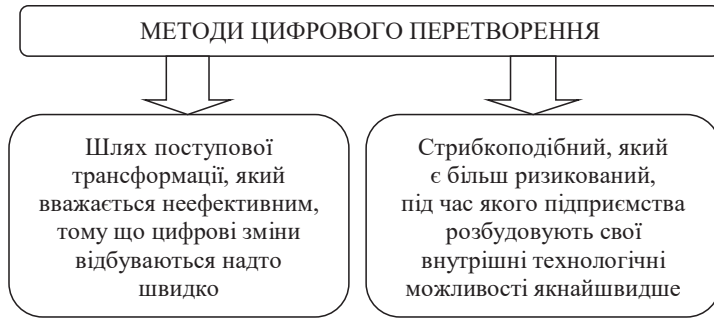 МЕТОДИ ЦИФРОВОГО ПЕРЕТВОРЕННЯ
Шлях поступової
трансформації, який
вважається неефективним,
тому що цифрові зміни
відбуваються надто
швидко
Стрибкоподібний, який
є більш ризикований,
під час якого підприємства
розбудовують свої
внутрішні технологічні
можливості якнайшвидше